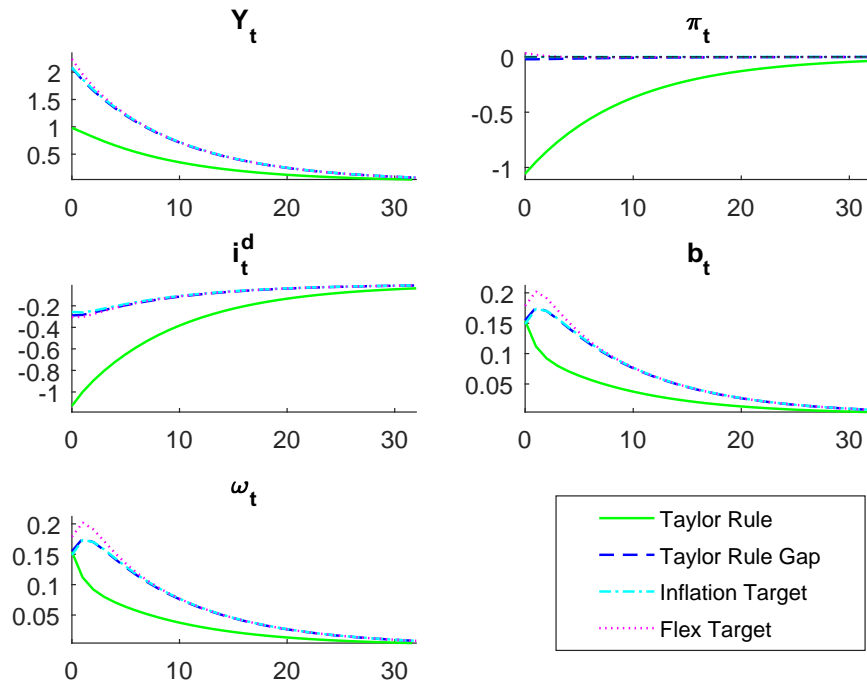 Y_t
2
1.5
1
0.5
0 10 20 30
π_t
0
-0.5
-1
0 10 20 30
i_t^d
-0.2
-0.4
-0.6
-0.8
-1
0 10 20 30
b_t
0.2
0.15
0.1
0.05
0 10 20 30
ω_t
0.2
0.15
0.1
0.05
0 10 20 30
Taylor Rule
Taylor Rule Gap
Inflation Target
Flex Target